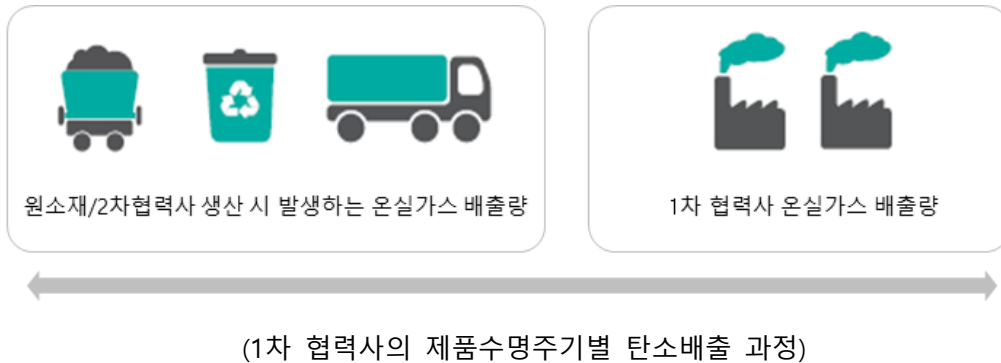 원소재/2차협력사 생산 시 발생하는 온실가스 배출량
1차 협력사 온실가스 배출량
(1차 협력사의 제품수명주기별 탄소배출 과정)